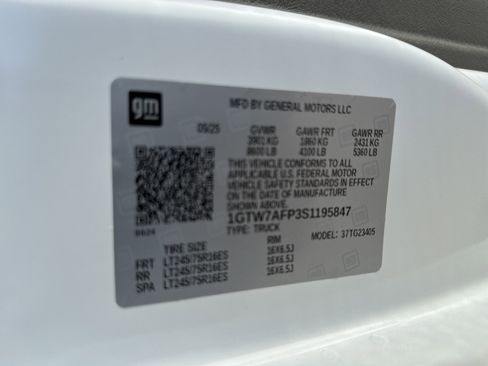 gm
MFD BY GENERAL MOTORS LLC
05/25 GVWR GAWR FRT GAWR RR
3901 KG 1860 KG 2431 KG
8600 LB 4100 LB 5360 LB
THIS VEHICLE CONFORMS TO ALL
APPLICABLE U.S. FEDERAL MOTOR
VEHICLE SAFETY STANDARDS IN EFFECT
ON THE DATE OF MANUFACTURE SHOWN ABOVE.
1GTW7AFP3S1195847
TYPE: TRUCK MODEL: 37TG23405
TIRE SIZE RIM
FRT LT245/75R16ES 16X6.5J
RR LT245/75R16ES 16X6.5J
SPA LT245/75R16ES 16X6.5J